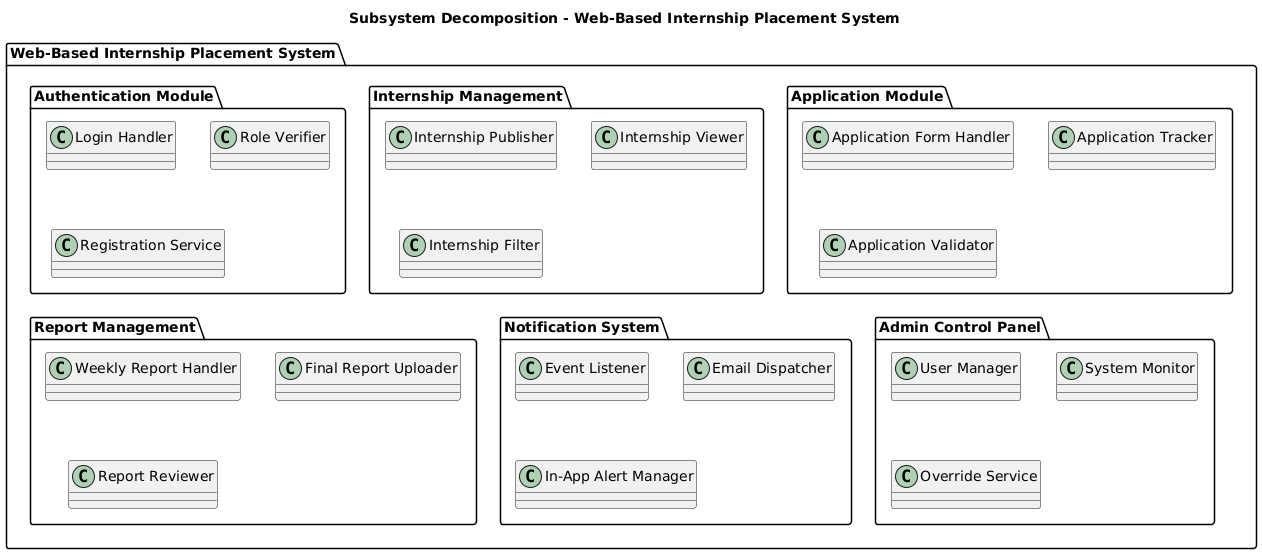 Subsystem Decomposition - Web-Based Internship Placement System
Web-Based Internship Placement System
Authentication Module
C Login Handler
C Role Verifier
C Registration Service
Internship Management
C Internship Publisher
C Internship Viewer
C Internship Filter
Application Module
C Application Form Handler
C Application Tracker
C Application Validator
Report Management
C Weekly Report Handler
C Final Report Uploader
C Report Reviewer
Notification System
C Event Listener
C Email Dispatcher
C In-App Alert Manager
Admin Control Panel
C User Manager
C System Monitor
C Override Service